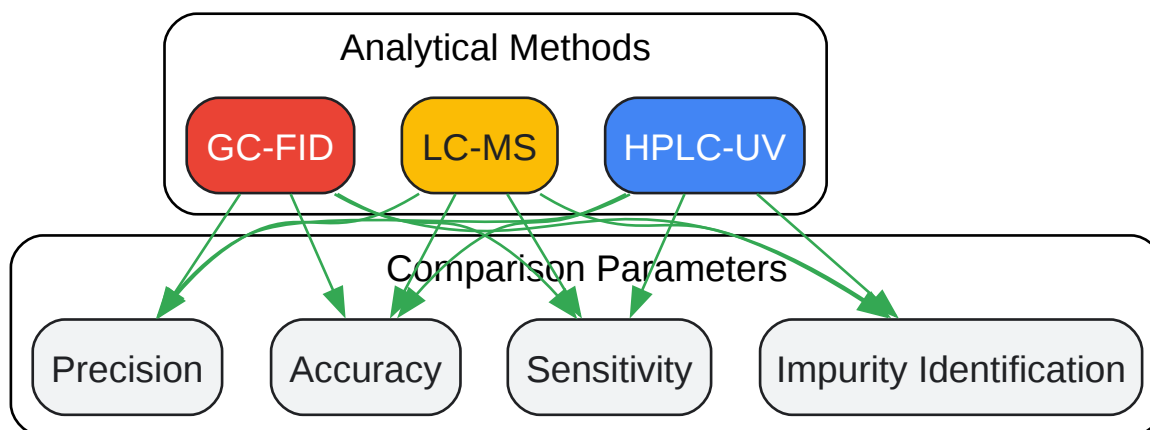 Analytical Methods
GC-FID
LC-MS
HPLC-UV
Comparison Parameters
Precision
Accuracy
Sensitivity
Impurity Identification